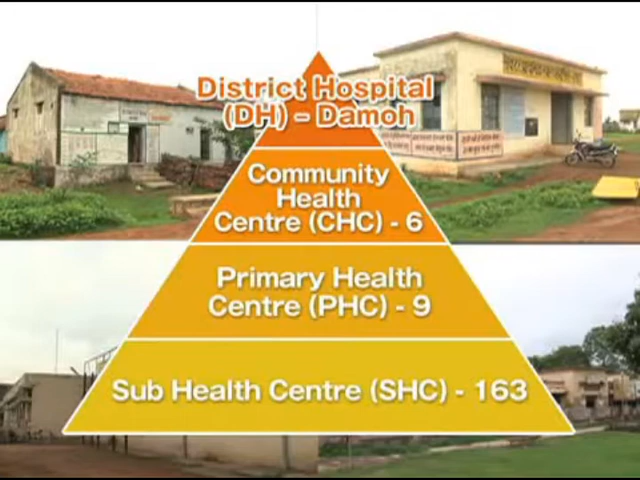 District Hospital
(DH) – Damoh
Community
Health
Centre (CHC) - 6
Primary Health
Centre (PHC) - 9
Sub Health Centre (SHC) - 163